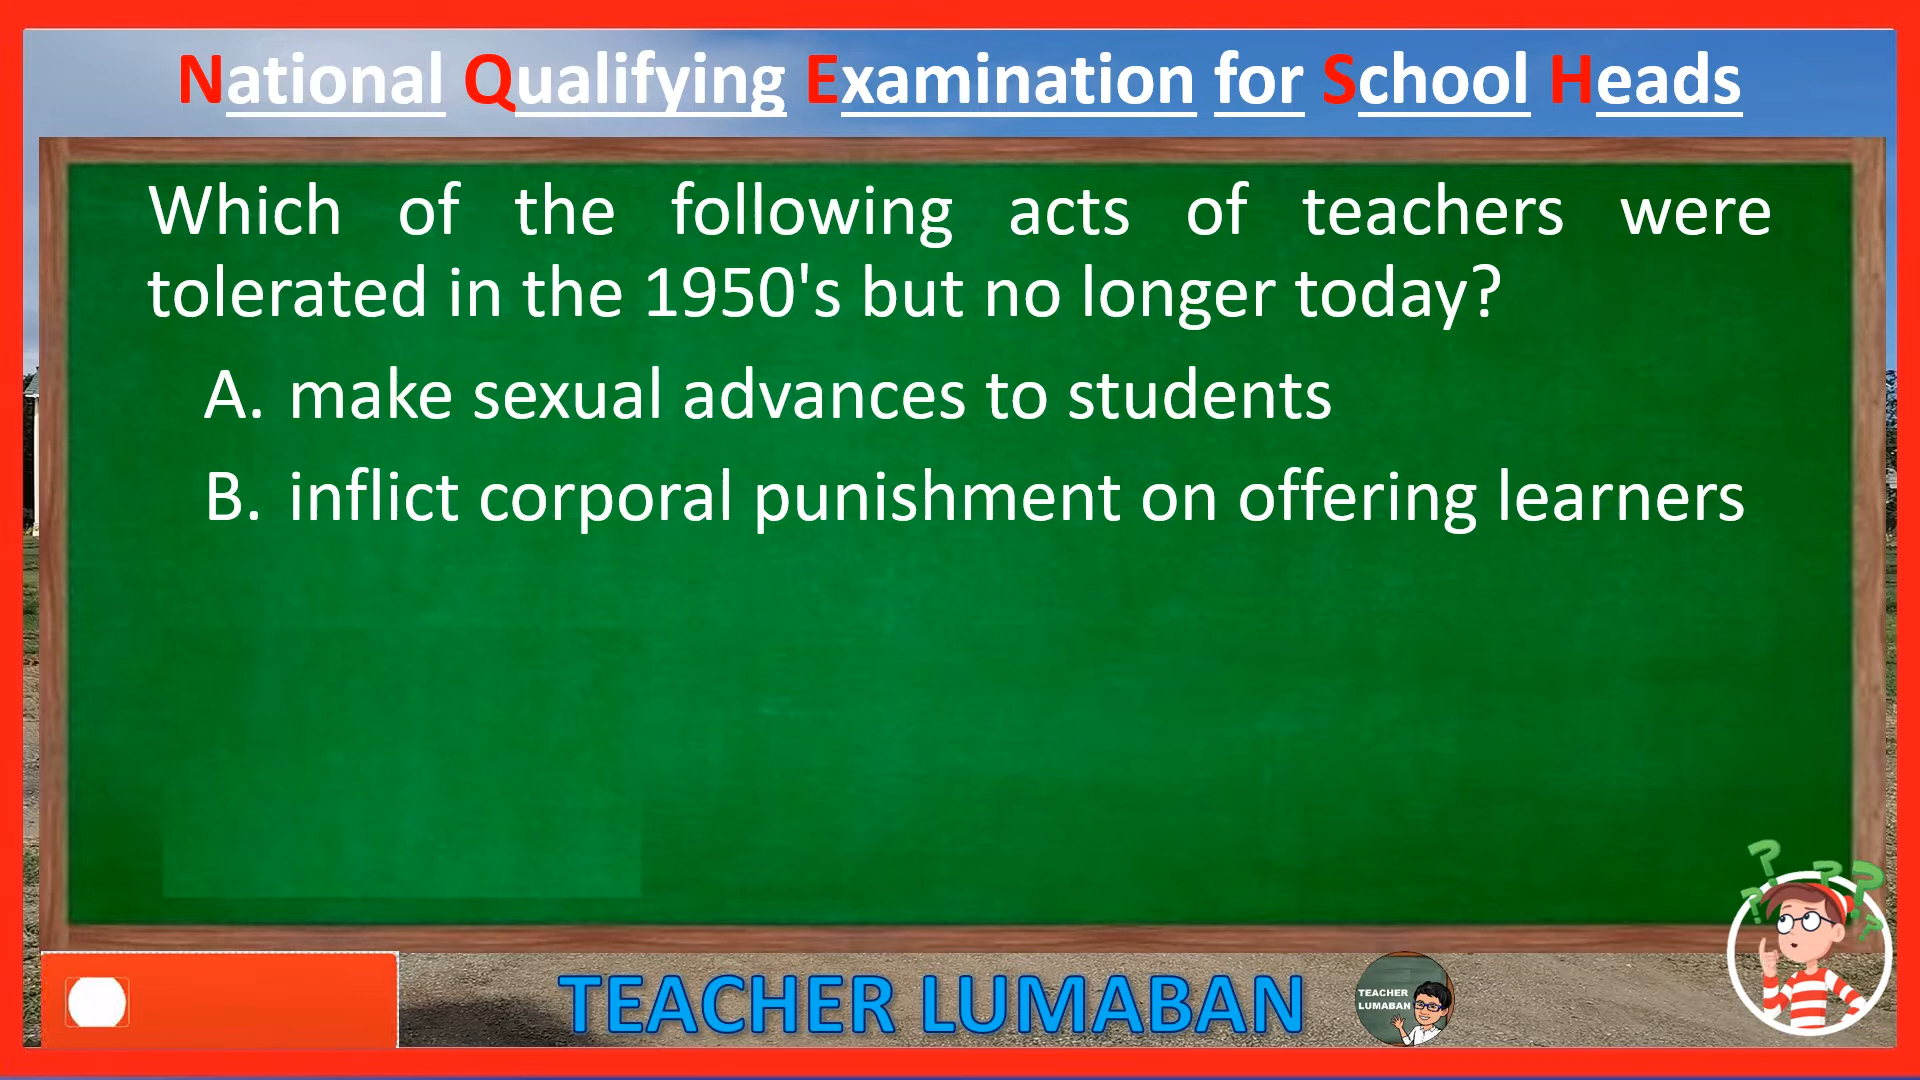 National Qualifying Examination for School Heads
Which of the following acts of teachers were
tolerated in the 1950's but no longer today?
A. make sexual advances to students
B. inflict corporal punishment on offering learners
TEACHER LUMABAN
TEACHER
LUMABAN